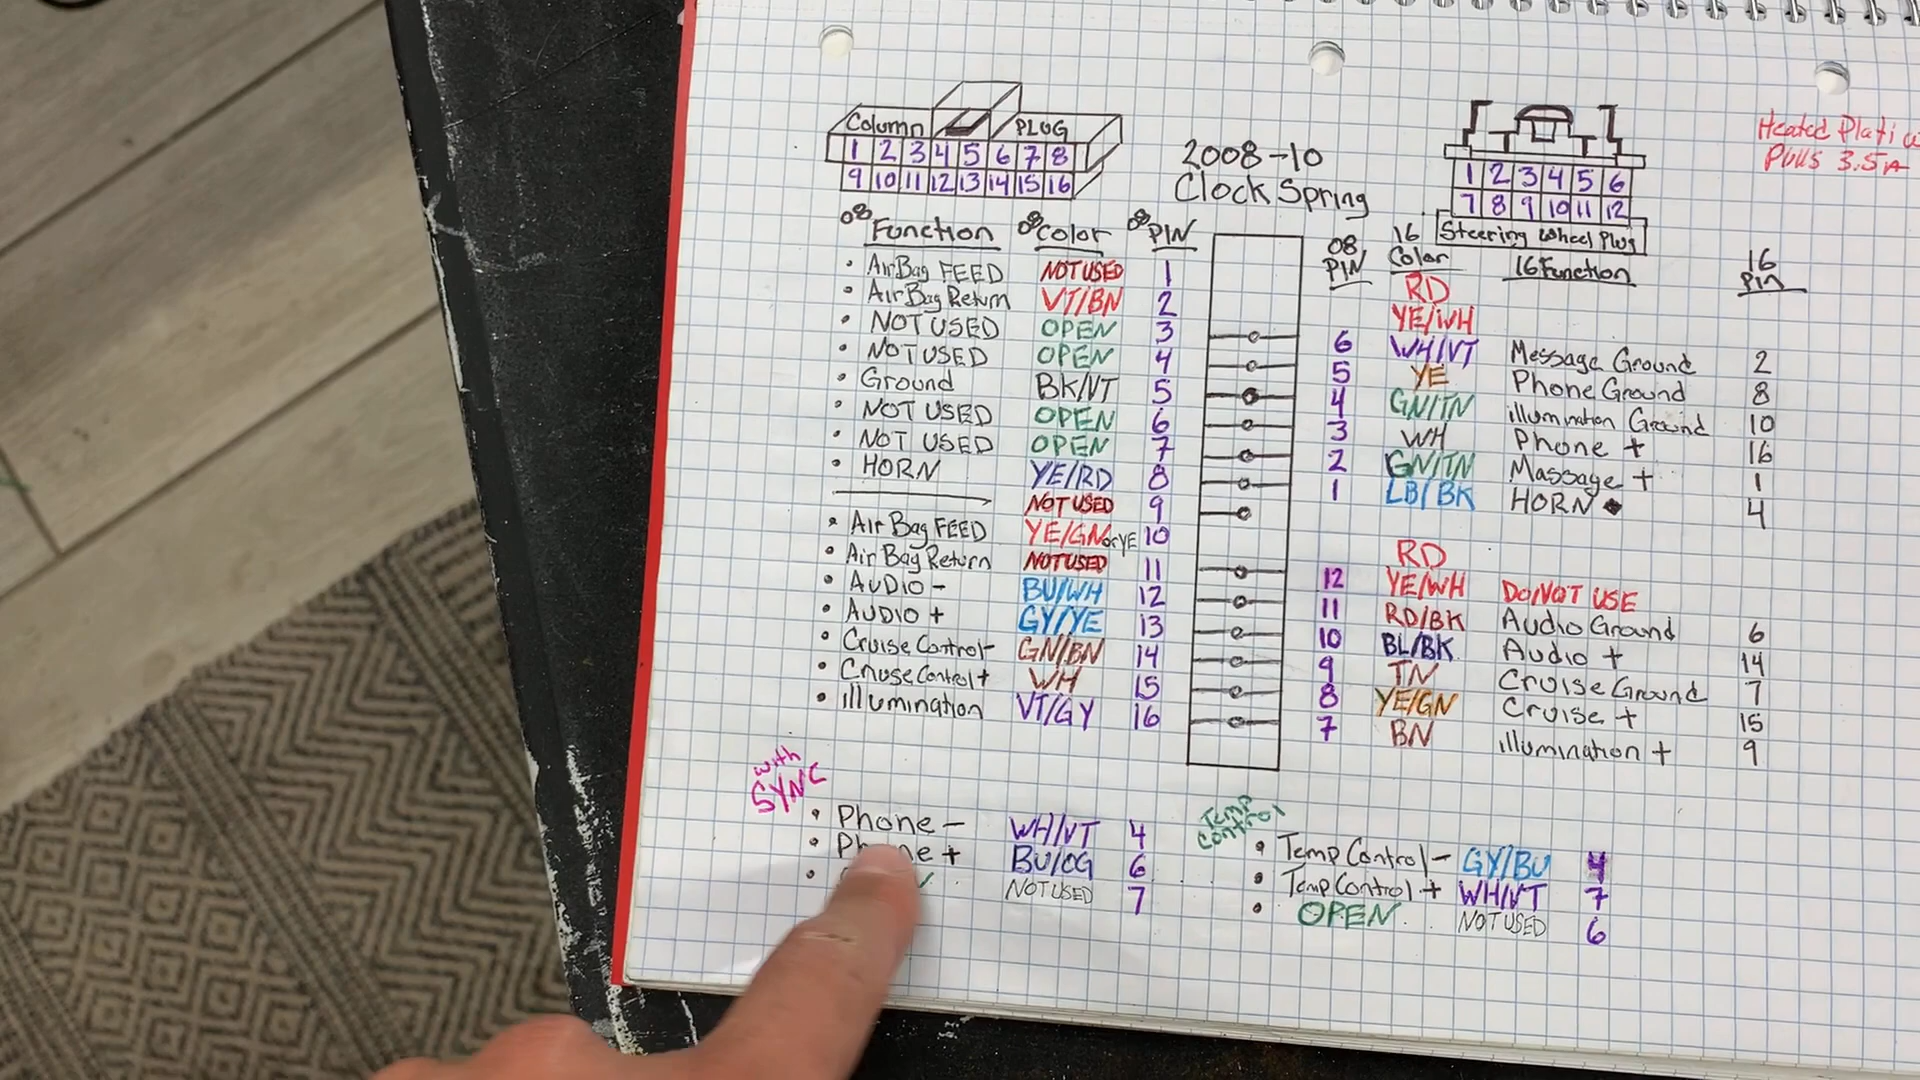 Column PLUG
1 2 3 4 5 6 7 8
9 10 11 12 13 14 15 16
2008-10
Clock Spring
1 2 3 4 5 6
7 8 9 10 11 12
Steering Wheel Plug
Heated
Pulls 3.5A
08 Function 08 Color 08 PIN
AirBag FEED NOT USED 1
AirBag Return VT/BN 2
NOT USED OPEN 3
NOT USED OPEN 4
Ground BK/VT 5
NOT USED OPEN 6
NOT USED OPEN 7
HORN YE/RD 8
NOT USED 9
AirBag FEED YE/GN or YE 10
AirBag Return NOT USED 11
AUDIO - BU/WH 12
AUDIO + GY/YE 13
Cruise Control - GN/BN 14
Cruse Control + WH 15
illumination VT/GY 16
08 PIN 16 Color 16 Function 16 Pin
RD
YE/WH
6 WH/VT Message Ground 2
5 YE Phone Ground 8
4 GN/TN illumination Ground 10
3 WH Phone + 16
2 GN/TN Massage + 1
1 LB/BK HORN 4
RD
12 YE/WH DO NOT USE
11 RD/BK Audio Ground 6
10 BL/BK Audio + 14
9 TN Cruise Ground 7
8 YE/GN Cruise + 15
7 BN illumination + 9
with SYNC
Phone - WH/VT 4
Phone + BU/OG 6
NOT USED 7
Temp Control
Temp Control - GY/BU 4
Temp Control + WH/VT 7
OPEN NOT USED 6